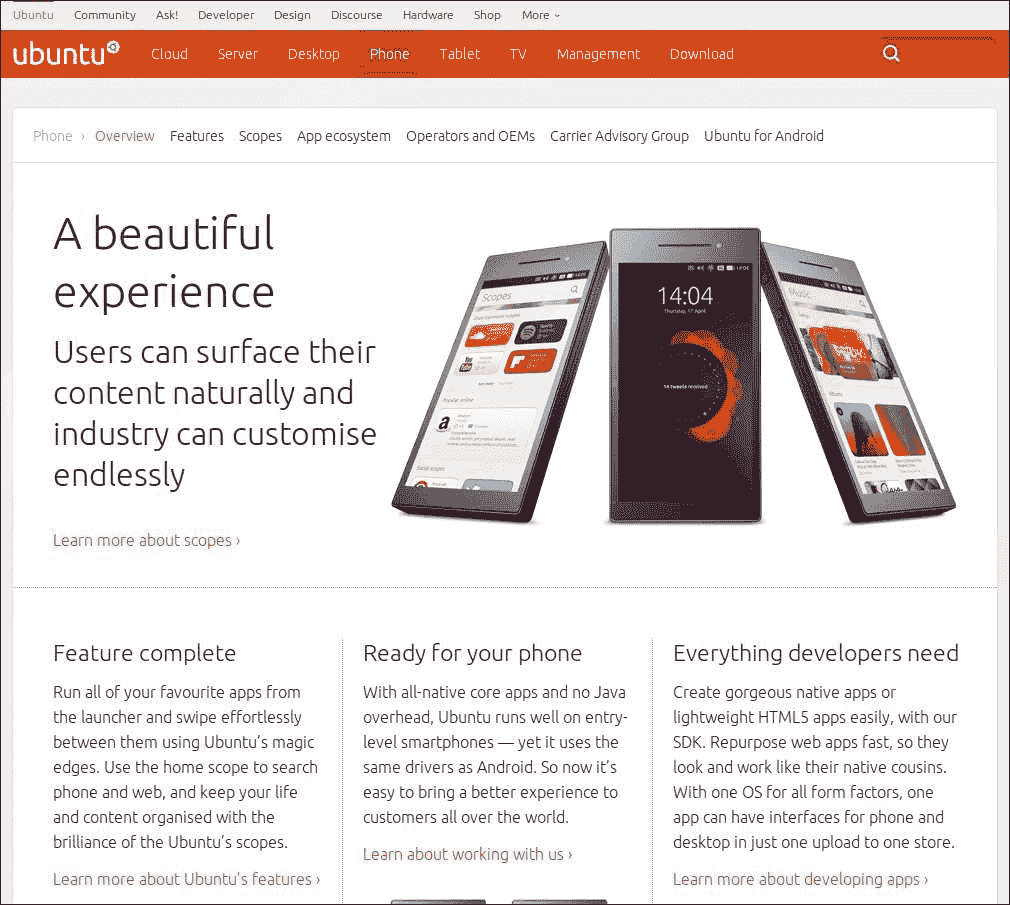 Ubuntu Community Ask! Developer Design Discourse Hardware Shop More
ubuntu Cloud Server Desktop Phone Tablet TV Management Download
Phone › Overview Features Scopes App ecosystem Operators and OEMs Carrier Advisory Group Ubuntu for Android
A beautiful
experience
Users can surface their
content naturally and
industry can customise
endlessly
Learn more about scopes ›
Scopes
14:04
Thursday, 17 April
14 tweets received
You
Tube
a
Music
Feature complete
Run all of your favourite apps from
the launcher and swipe effortlessly
between them using Ubuntu's magic
edges. Use the home scope to search
phone and web, and keep your life
and content organised with the
brilliance of the Ubuntu's scopes.
Learn more about Ubuntu's features ›
Ready for your phone
With all-native core apps and no Java
overhead, Ubuntu runs well on entry-
level smartphones — yet it uses the
same drivers as Android. So now it's
easy to bring a better experience to
customers all over the world.
Learn about working with us ›
Everything developers need
Create gorgeous native apps or
lightweight HTML5 apps easily, with our
SDK. Repurpose web apps fast, so they
look and work like their native cousins.
With one OS for all form factors, one
app can have interfaces for phone and
desktop in just one upload to one store.
Learn more about developing apps ›